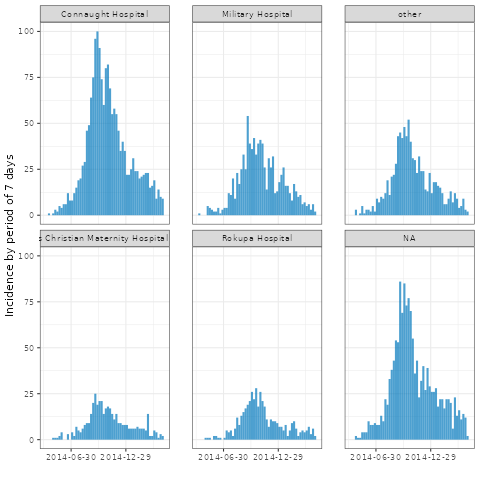 Connaught Hospital
Military Hospital
other
100
75
50
25
0
Christian Maternity Hospital
Rokupa Hospital
NA
100
75
50
25
0
2014-06-30
2014-12-29
2014-06-30
2014-12-29
2014-06-30
2014-12-29
Incidence by period of 7 days